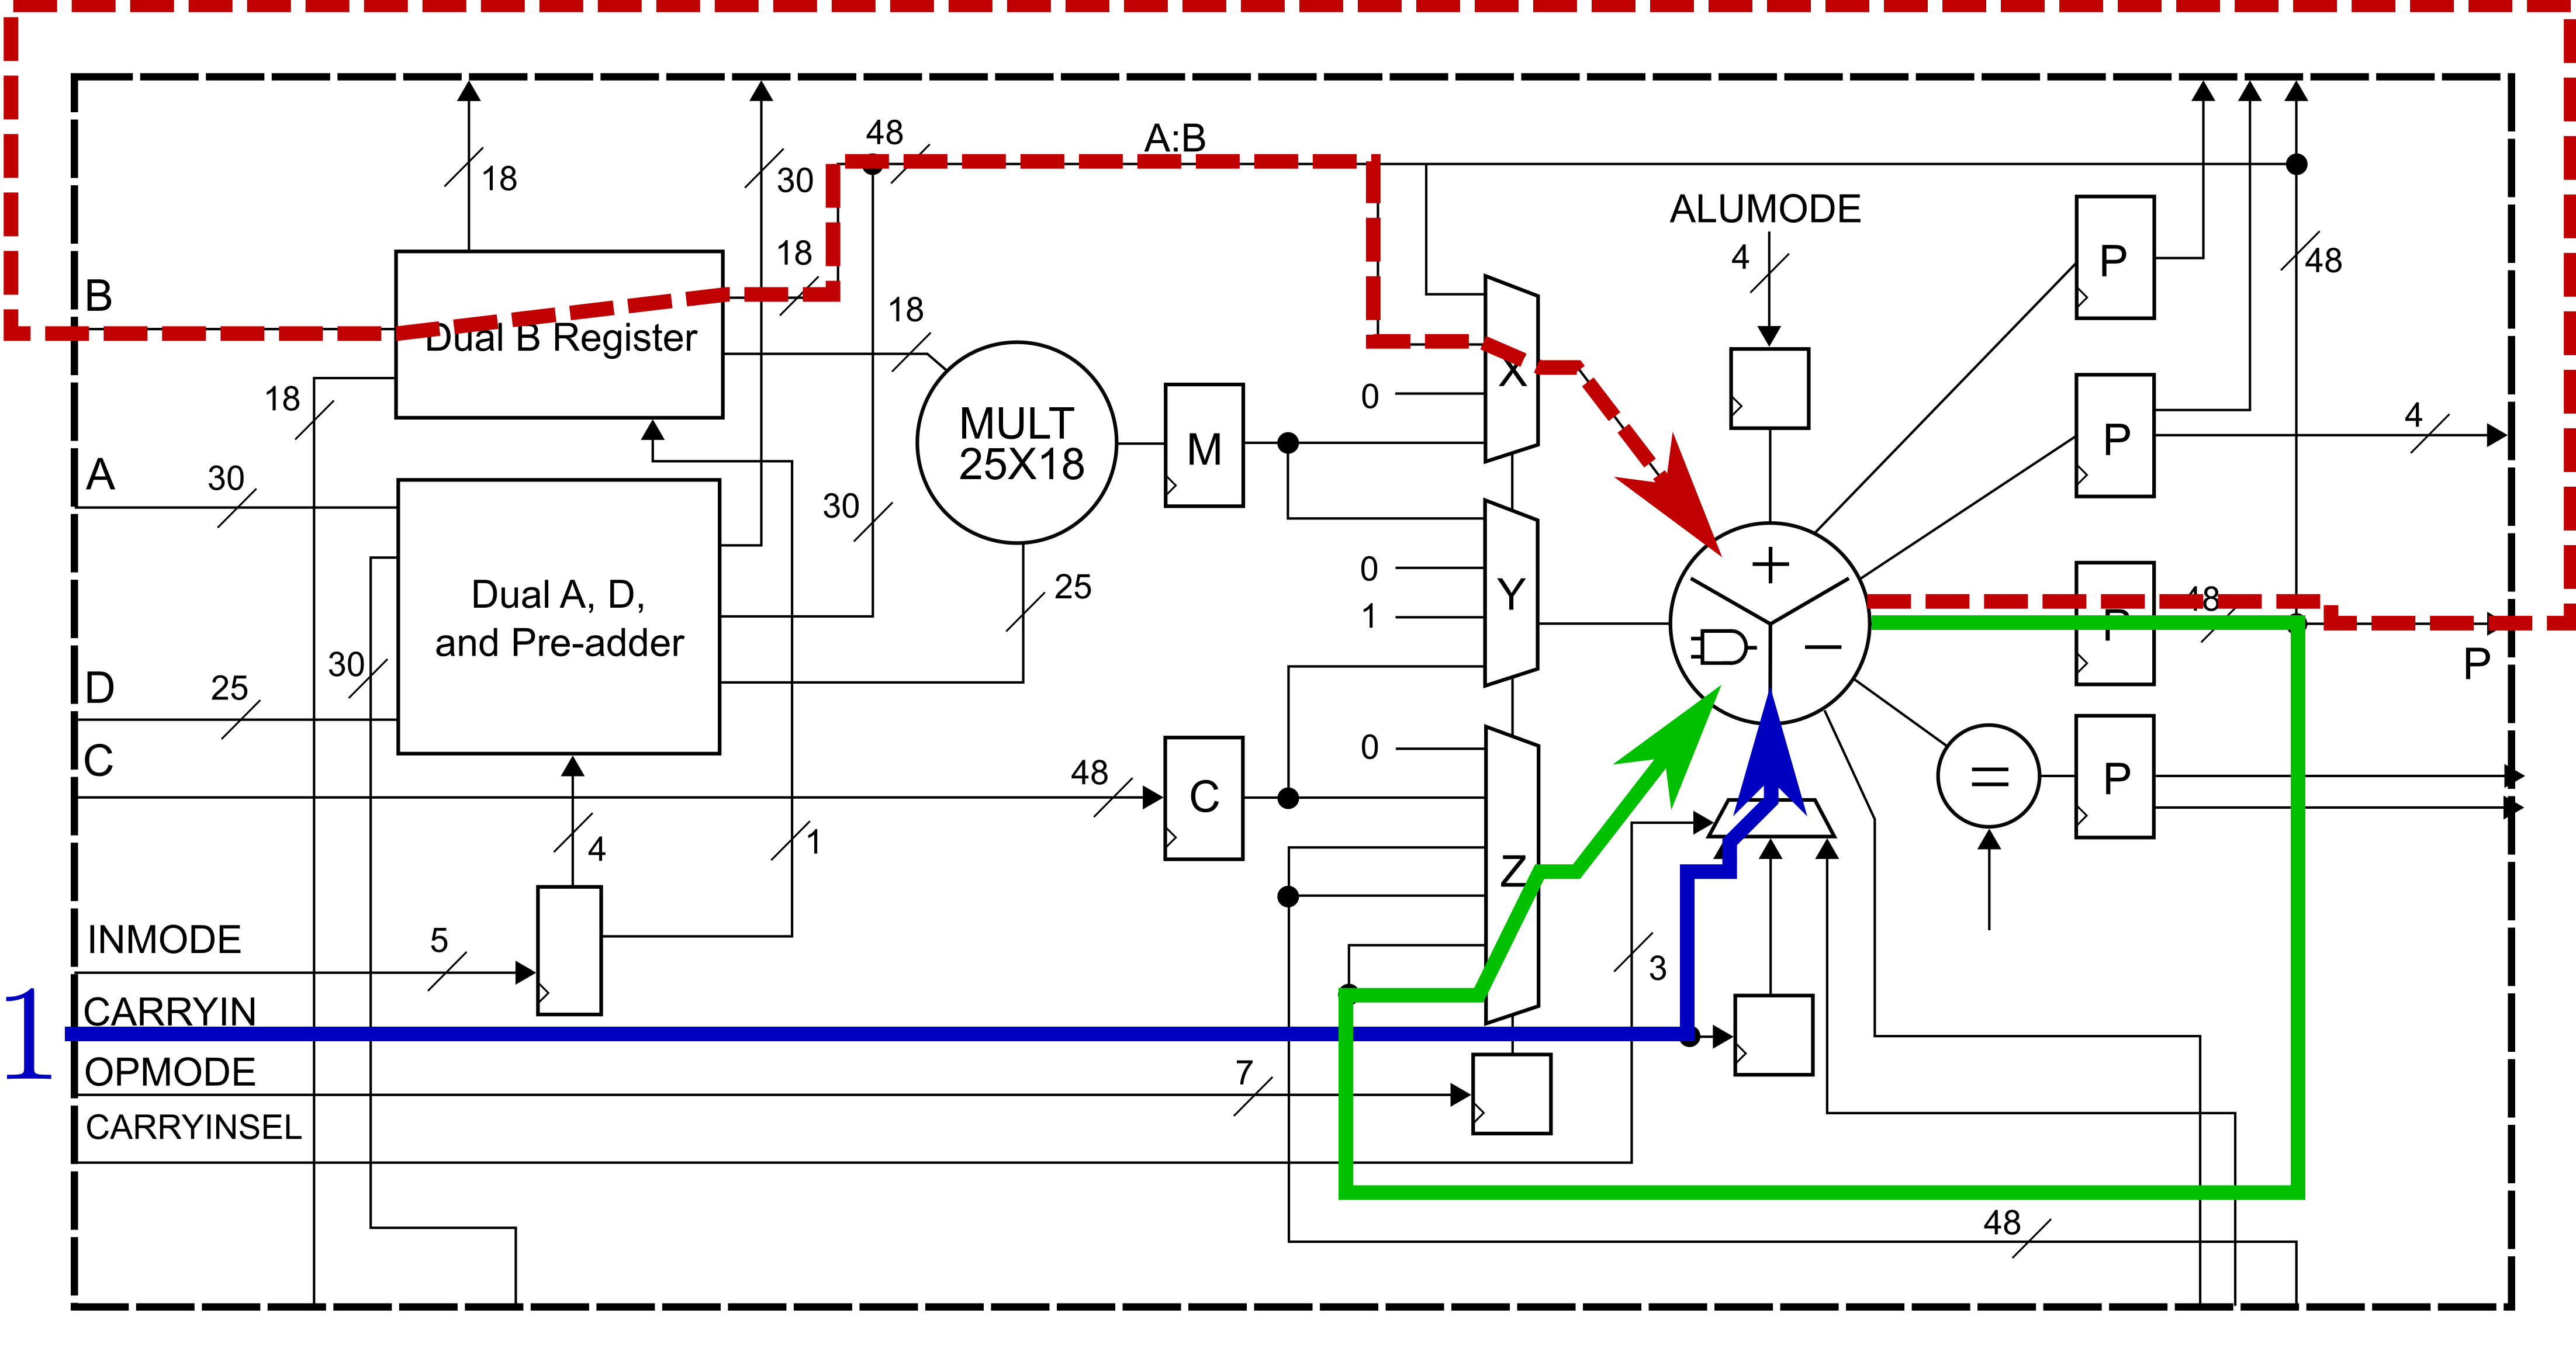 48
A:B
18
30
ALUMODE
18
4
P
48
B
18
Dual B Register
X
18
0
MULT
25X18
M
4
P
A
30
30
0
Dual A, D,
and Pre-adder
25
1
Y
+
−
48
P
P
30
D
25
C
48
C
0
=
P
4
1
Z
INMODE
5
3
1
CARRYIN
OPMODE
7
CARRYINSEL
48